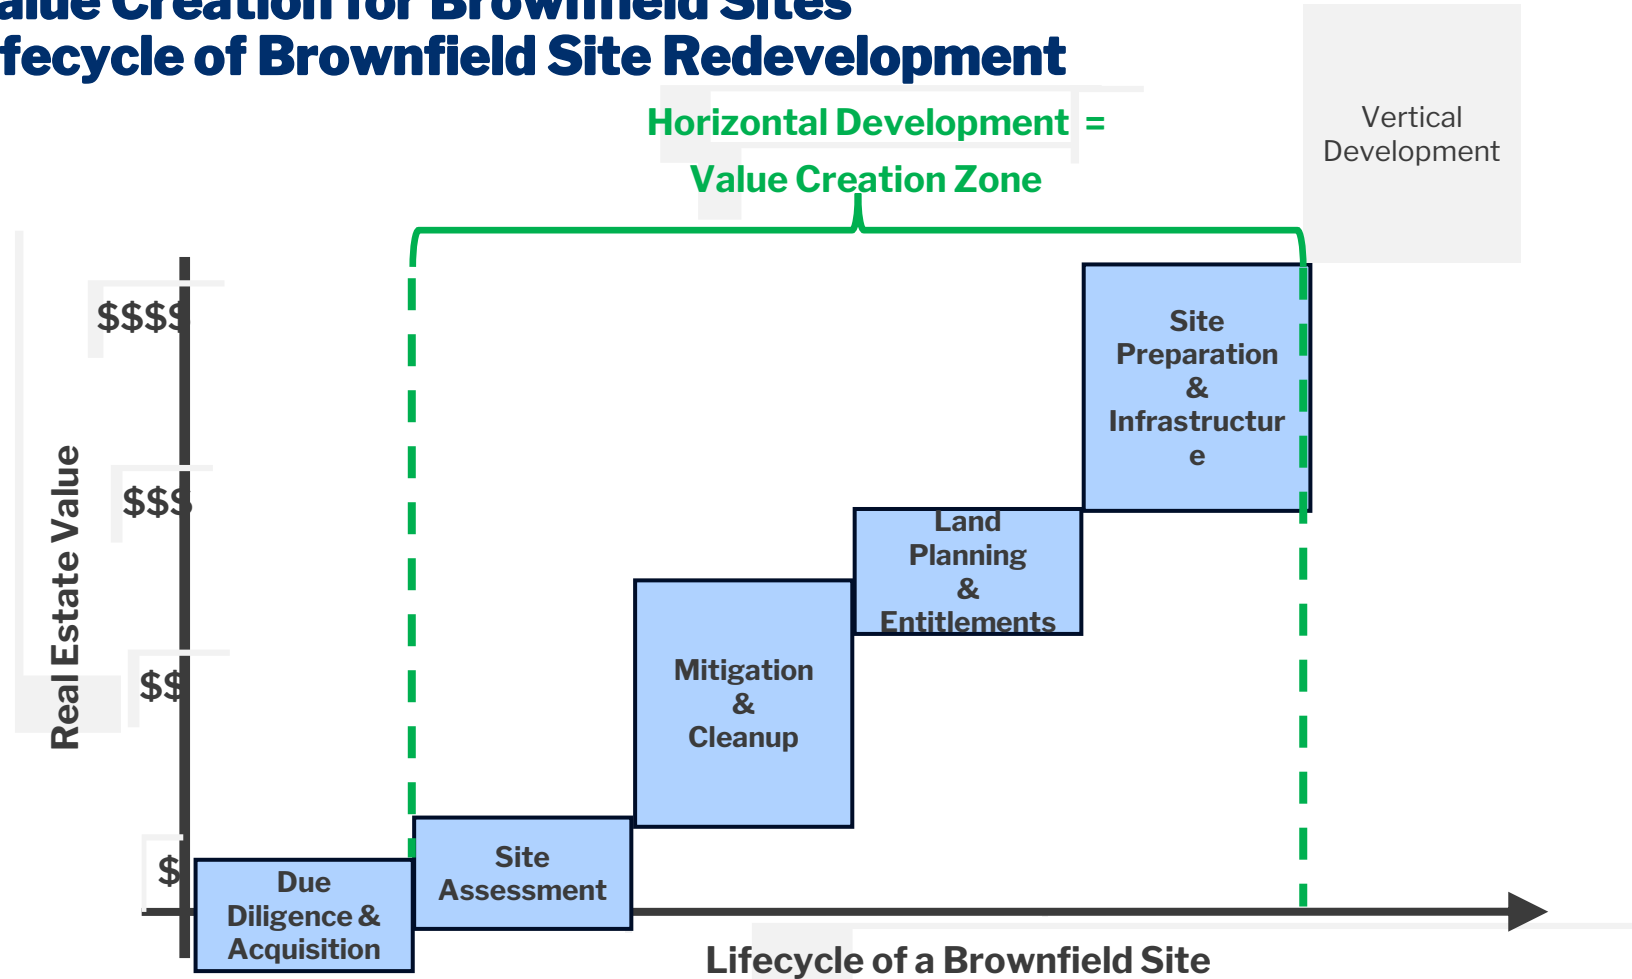 alue Creation for Brownfield Sites
fecycle of Brownfield Site Redevelopment
Horizontal Development =
Value Creation Zone
Vertical
Development
Real Estate Value
$$$$
$$$
$$
$
Due
Diligence &
Acquisition
Site
Assessment
Mitigation
&
Cleanup
Land
Planning
&
Entitlements
Site
Preparation
&
Infrastructur
e
Lifecycle of a Brownfield Site